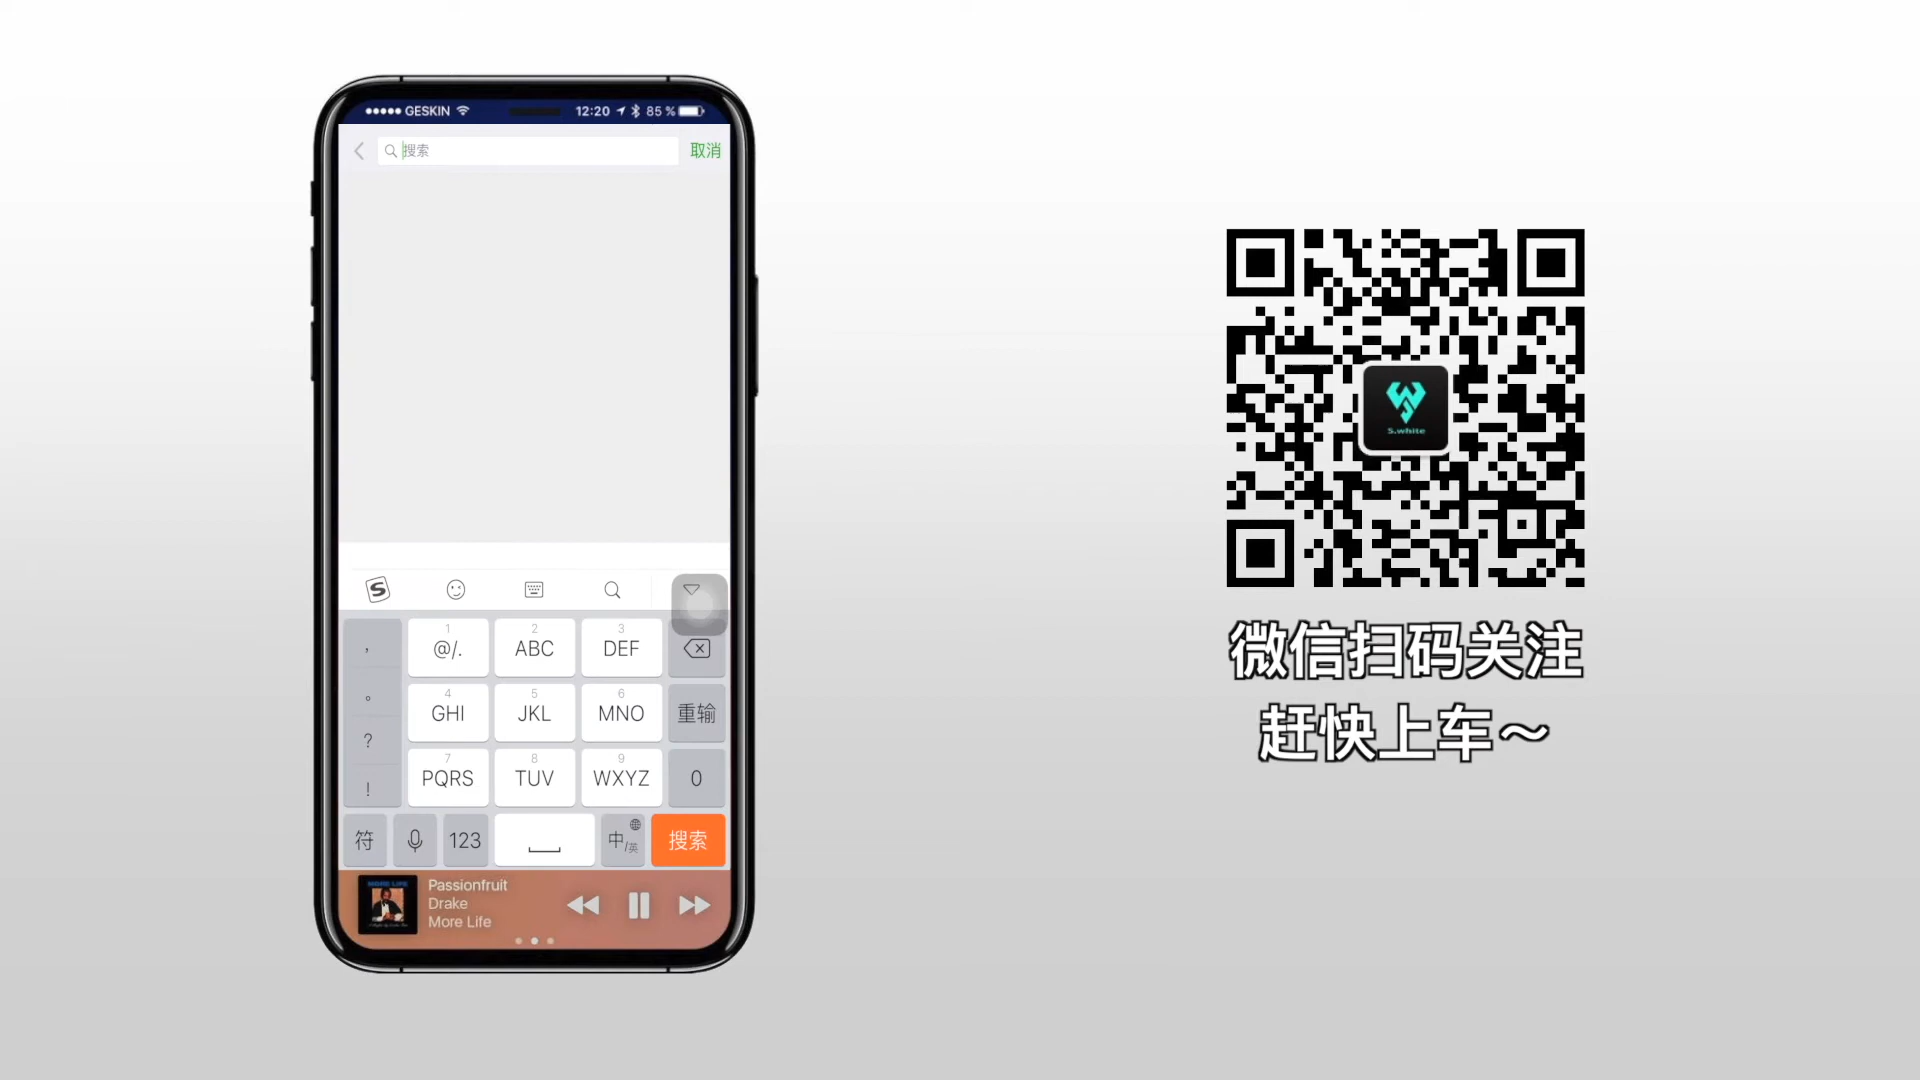 GESKIN
12:20
85 %
搜索
取消
S
1
@/.
2
ABC
3
DEF
4
GHI
5
JKL
6
MNO
重输
7
PQRS
8
TUV
9
WXYZ
0
,
。
?
!
符
123
中/英
搜索
MORE LIFE
Passionfruit
Drake
More Life
S.white
微信扫码关注
赶快上车～